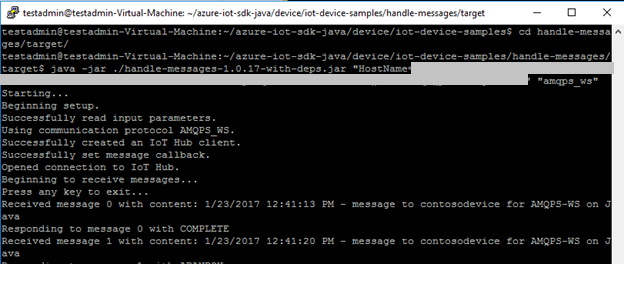 testadmin@testadmin-Virtual-Machine: ~/azure-iot-sdk-java/device/iot-device-samples/handle-messages/target
testadmin@testadmin-Virtual-Machine:~/azure-iot-sdk-java/device/iot-device-samples$ cd handle-messa
ges/target/
testadmin@testadmin-Virtual-Machine:~/azure-iot-sdk-java/device/iot-device-samples/handle-messages/
target$ java -jar ./handle-messages-1.0.17-with-deps.jar "HostName=
" "amqps_ws"
Starting...
Beginning setup.
Successfully read input parameters.
Using communication protocol AMQPS_WS.
Successfully created an IoT Hub client.
Successfully set message callback.
Opened connection to IoT Hub.
Beginning to receive messages...
Press any key to exit...
Received message 0 with content: 1/23/2017 12:41:13 PM - message to contosodevice for AMQPS-WS on J
ava
Responding to message 0 with COMPLETE
Received message 1 with content: 1/23/2017 12:41:20 PM - message to contosodevice for AMQPS-WS on J
ava